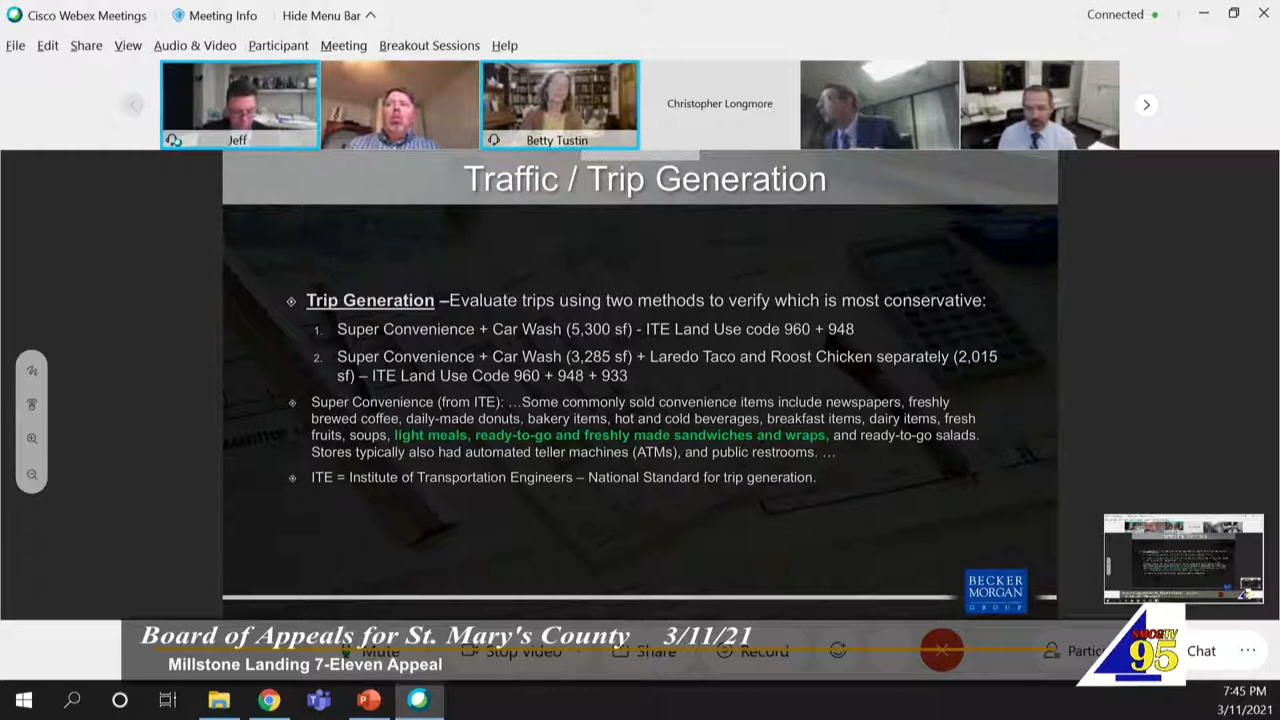 Cisco Webex Meetings
Meeting Info
Hide Menu Bar
Connected
File Edit Share View Audio & Video Participant Meeting Breakout Sessions Help
Jeff
Betty Tustin
Christopher Longmore
Traffic / Trip Generation
Trip Generation –Evaluate trips using two methods to verify which is most conservative:
1. Super Convenience + Car Wash (5,300 sf) - ITE Land Use code 960 + 948
2. Super Convenience + Car Wash (3,285 sf) + Laredo Taco and Roost Chicken separately (2,015
sf) – ITE Land Use Code 960 + 948 + 933
Super Convenience (from ITE): …Some commonly sold convenience items include newspapers, freshly
brewed coffee, daily-made donuts, bakery items, hot and cold beverages, breakfast items, dairy items, fresh
fruits, soups, light meals, ready-to-go and freshly made sandwiches and wraps, and ready-to-go salads.
Stores typically also had automated teller machines (ATMs), and public restrooms. …
ITE = Institute of Transportation Engineers – National Standard for trip generation.
BECKER
MORGAN
GROUP
Board of Appeals for St. Mary's County 3/11/21
Millstone Landing 7-Eleven Appeal
Mute
Stop video
Share
Record
Partici
SMCGTV
95
Chat
7:45 PM
3/11/2021